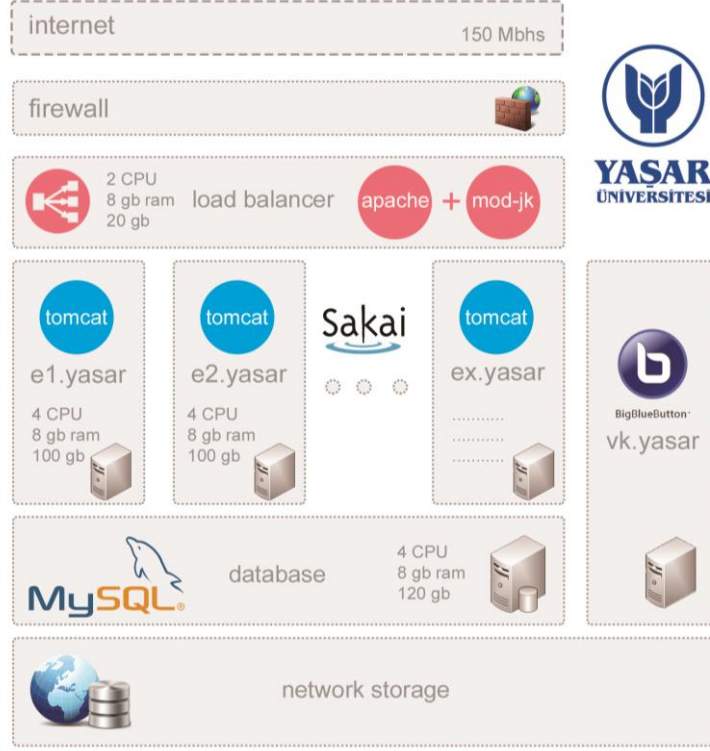 internet
150 Mbhs
firewall
YAŞAR
ÜNİVERSİTESİ
2 CPU
8 gb ram
20 gb
load balancer
apache
+
mod-jk
tomcat
e1.yasar
4 CPU
8 gb ram
100 gb
tomcat
e2.yasar
4 CPU
8 gb ram
100 gb
Sakai
tomcat
ex.yasar
..........
..........
..........
b
BigBlueButton
vk.yasar
MySQL®
database
4 CPU
8 gb ram
120 gb
network storage